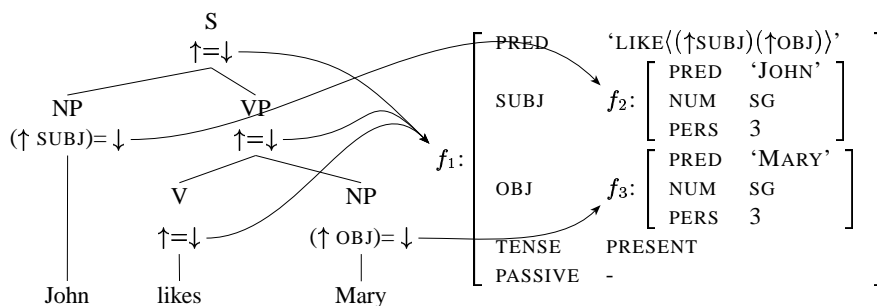 S
↑=↓
NP VP
(↑ SUBJ)= ↓ ↑=↓
V NP
↑=↓ (↑ OBJ)= ↓
John likes Mary
f₁:
PRED ‘LIKE⟨(↑SUBJ)(↑OBJ)⟩’
SUBJ f₂:
PRED ‘JOHN’
NUM SG
PERS 3
OBJ f₃:
PRED ‘MARY’
NUM SG
PERS 3
TENSE PRESENT
PASSIVE -